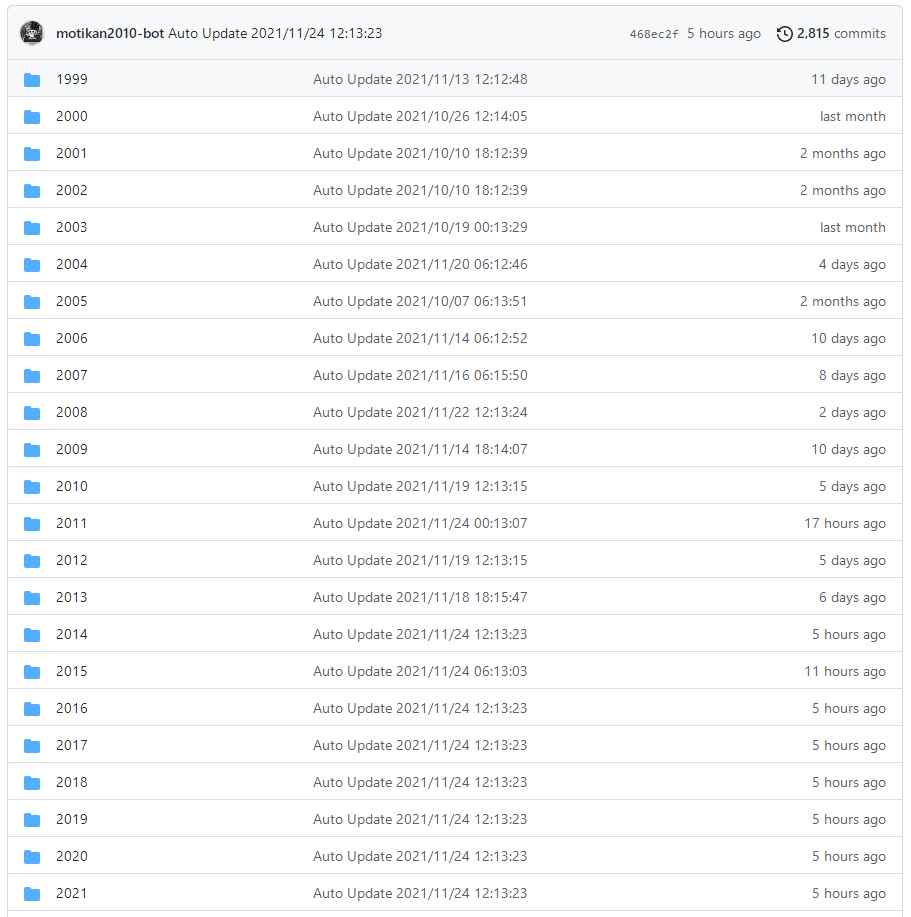 motikan2010-bot Auto Update 2021/11/24 12:13:23 468ec2f 5 hours ago 2,815 commits
1999 Auto Update 2021/11/13 12:12:48 11 days ago
2000 Auto Update 2021/10/26 12:14:05 last month
2001 Auto Update 2021/10/10 18:12:39 2 months ago
2002 Auto Update 2021/10/10 18:12:39 2 months ago
2003 Auto Update 2021/10/19 00:13:29 last month
2004 Auto Update 2021/11/20 06:12:46 4 days ago
2005 Auto Update 2021/10/07 06:13:51 2 months ago
2006 Auto Update 2021/11/14 06:12:52 10 days ago
2007 Auto Update 2021/11/16 06:15:50 8 days ago
2008 Auto Update 2021/11/22 12:13:24 2 days ago
2009 Auto Update 2021/11/14 18:14:07 10 days ago
2010 Auto Update 2021/11/19 12:13:15 5 days ago
2011 Auto Update 2021/11/24 00:13:07 17 hours ago
2012 Auto Update 2021/11/19 12:13:15 5 days ago
2013 Auto Update 2021/11/18 18:15:47 6 days ago
2014 Auto Update 2021/11/24 12:13:23 5 hours ago
2015 Auto Update 2021/11/24 06:13:03 11 hours ago
2016 Auto Update 2021/11/24 12:13:23 5 hours ago
2017 Auto Update 2021/11/24 12:13:23 5 hours ago
2018 Auto Update 2021/11/24 12:13:23 5 hours ago
2019 Auto Update 2021/11/24 12:13:23 5 hours ago
2020 Auto Update 2021/11/24 12:13:23 5 hours ago
2021 Auto Update 2021/11/24 12:13:23 5 hours ago